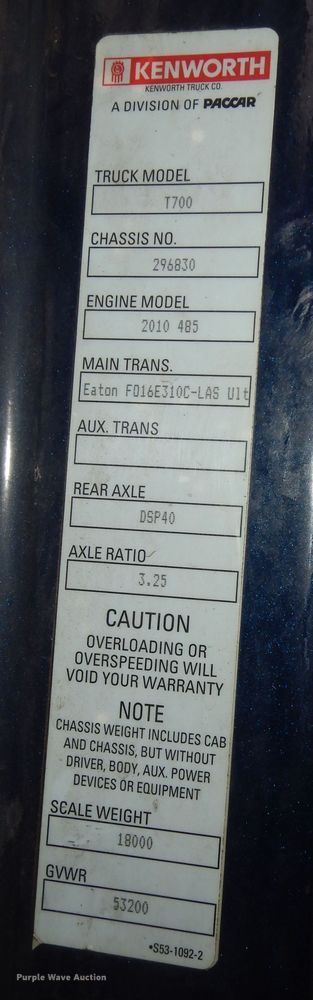 KENWORTH
KENWORTH TRUCK CO.
A DIVISION OF PACCAR
TRUCK MODEL
T700
CHASSIS NO.
296830
ENGINE MODEL
2010 485
MAIN TRANS.
Eaton FO16E310C-LAS Ult
AUX. TRANS
REAR AXLE
DSP40
AXLE RATIO
3.25
CAUTION
OVERLOADING OR
OVERSPEEDING WILL
VOID YOUR WARRANTY
NOTE
CHASSIS WEIGHT INCLUDES CAB
AND CHASSIS, BUT WITHOUT
DRIVER, BODY, AUX. POWER
DEVICES OR EQUIPMENT
SCALE WEIGHT
18000
GVWR
53200
*S53-1092-2
Purple Wave Auction